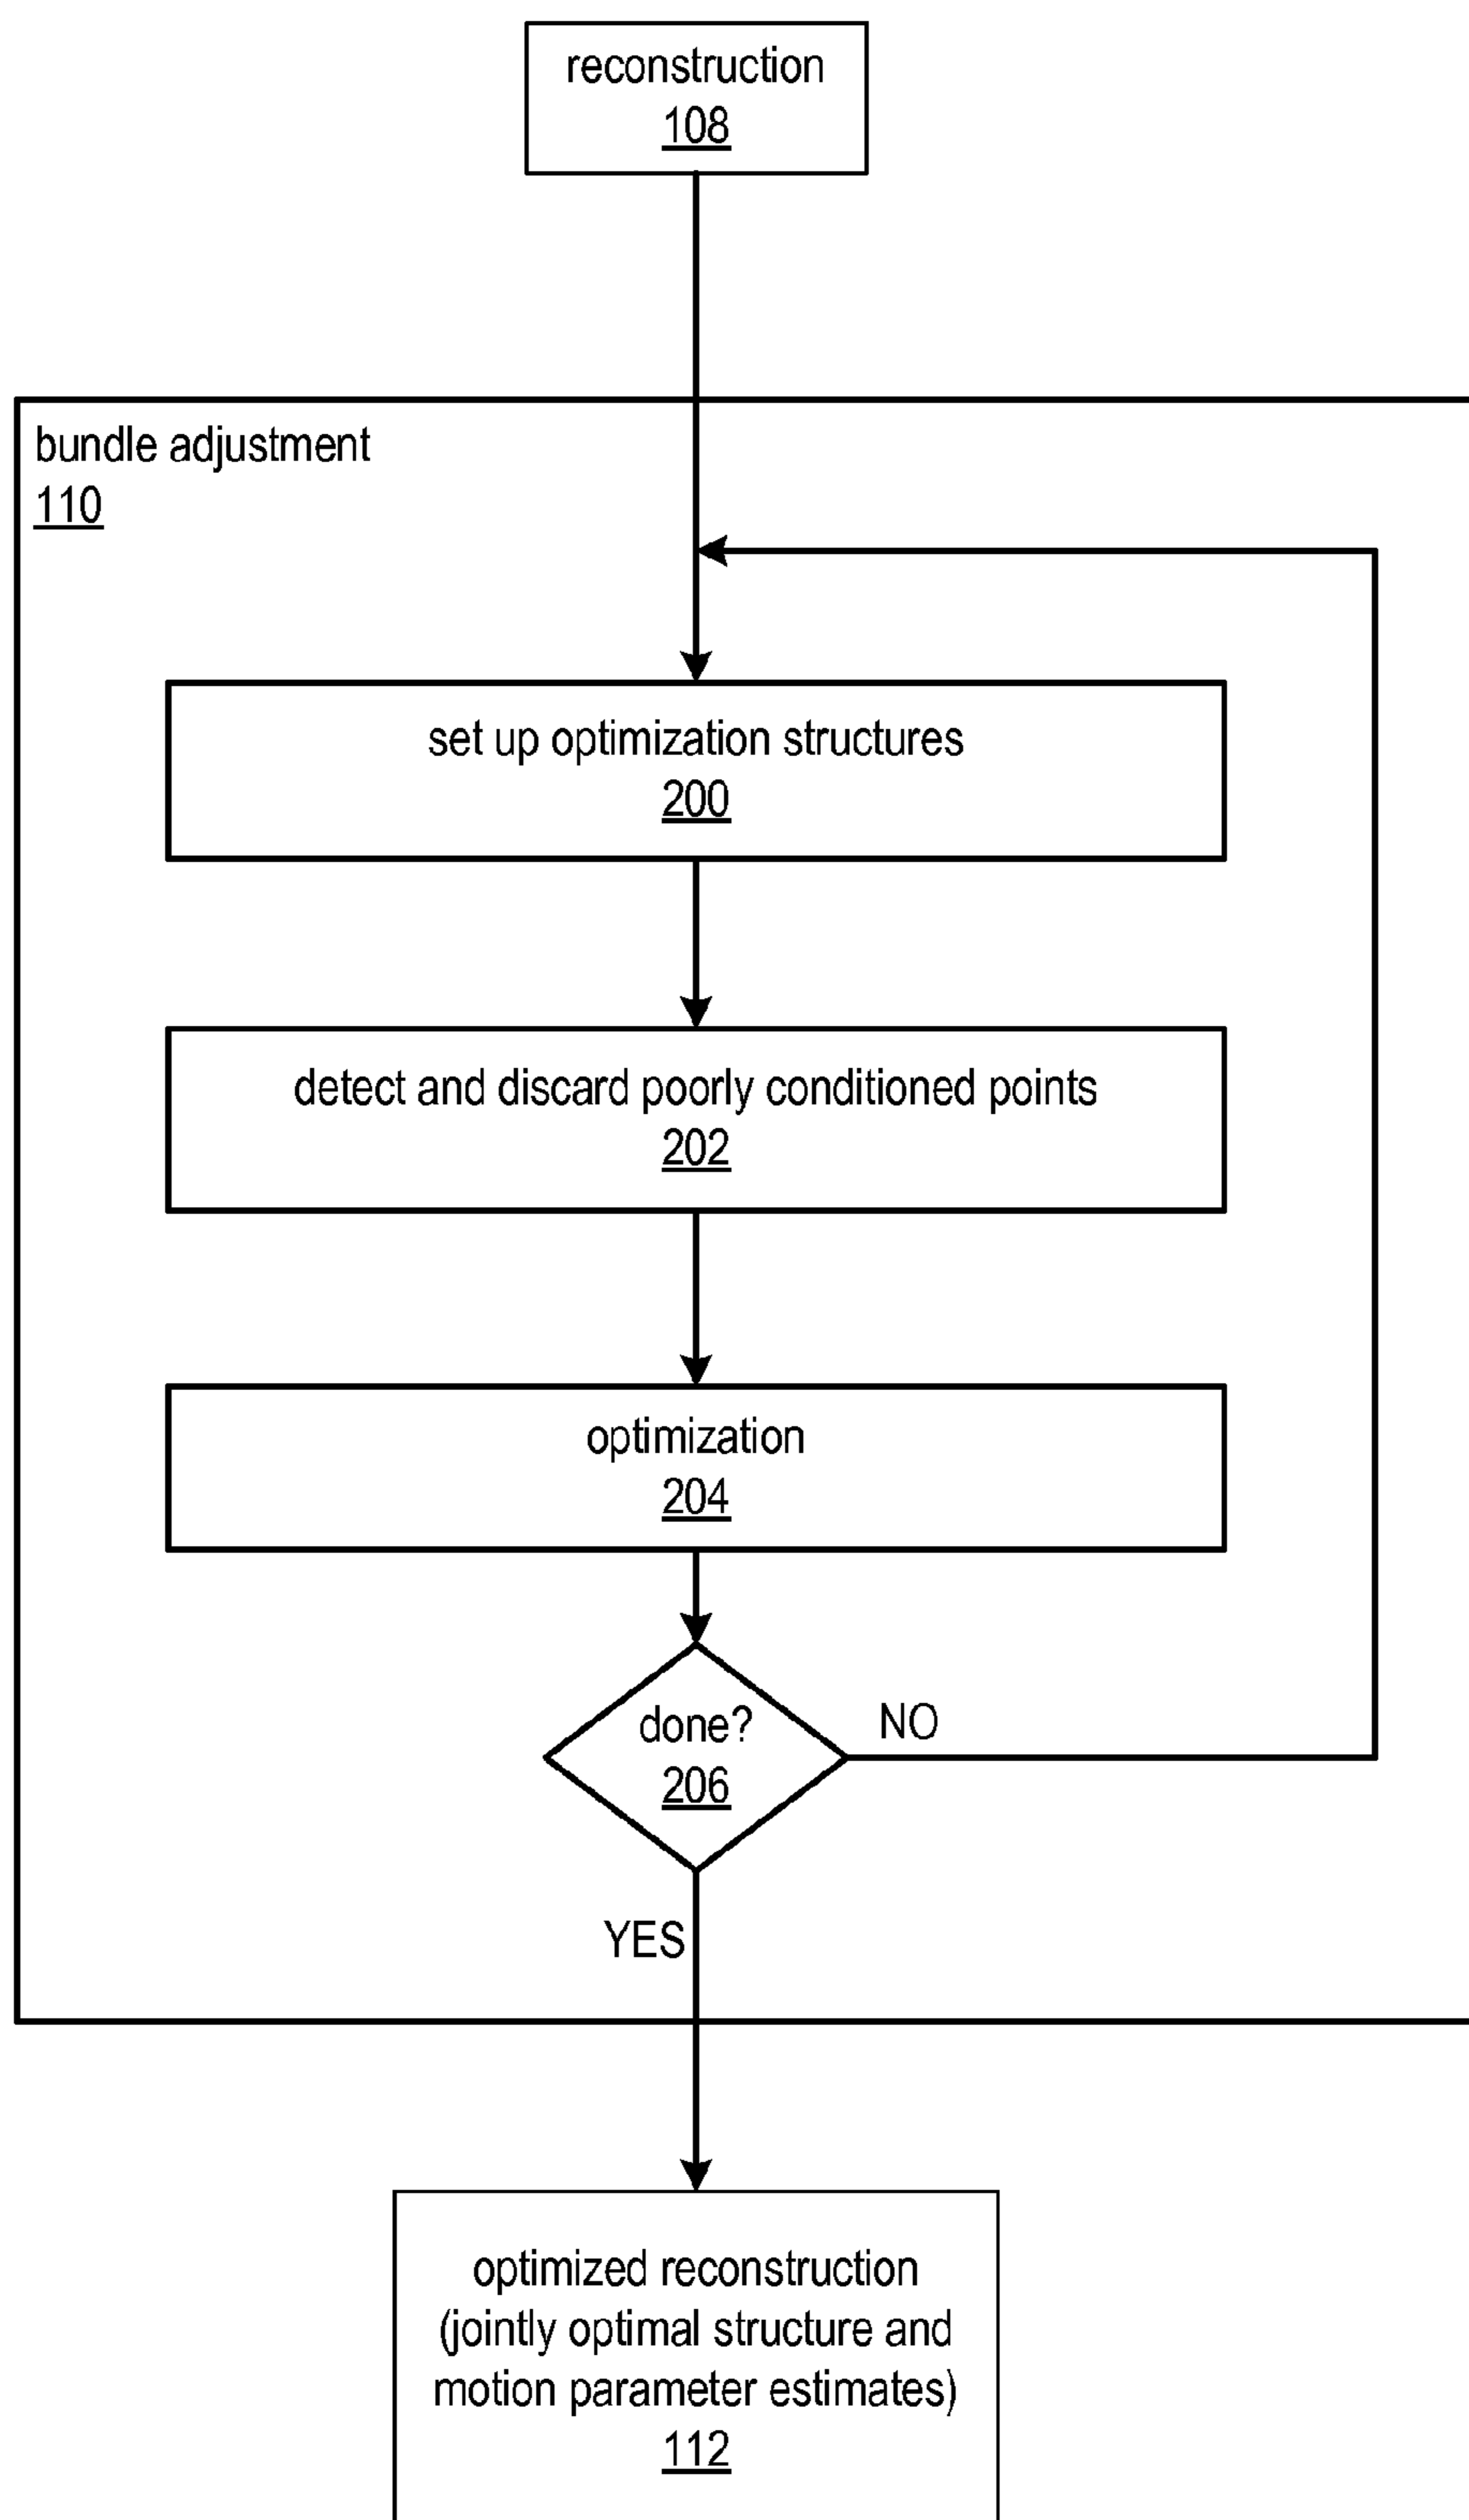 reconstruction
108
bundle adjustment
110
set up optimization structures
200
detect and discard poorly conditioned points
202
optimization
204
done?
206
NO
YES
optimized reconstruction
(jointly optimal structure and
motion parameter estimates)
112